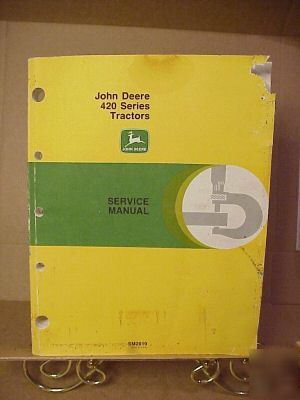 John Deere
420 Series
Tractors
JOHN DEERE
SERVICE
MANUAL
SM2019